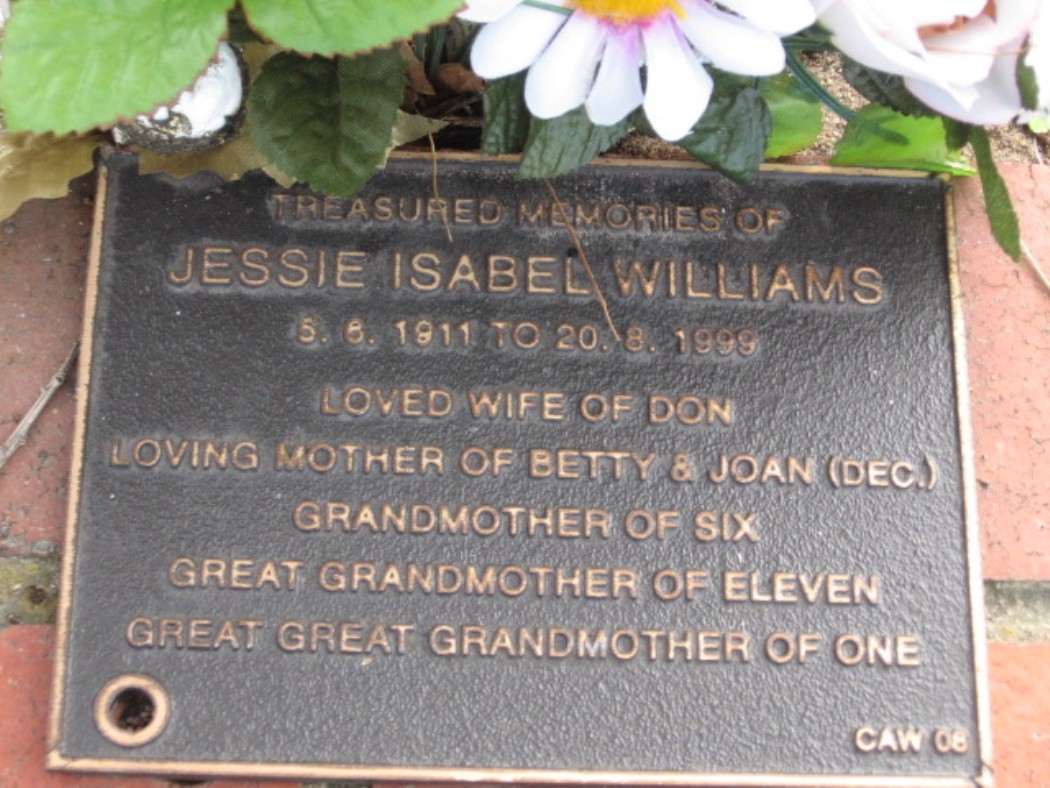 TREASURED MEMORIES OF
JESSIE ISABEL WILLIAMS
5. 6. 1911 TO 20. 8. 1999
LOVED WIFE OF DON
LOVING MOTHER OF BETTY & JOAN (DEC.)
GRANDMOTHER OF SIX
GREAT GRANDMOTHER OF ELEVEN
GREAT GREAT GRANDMOTHER OF ONE
CAW 08